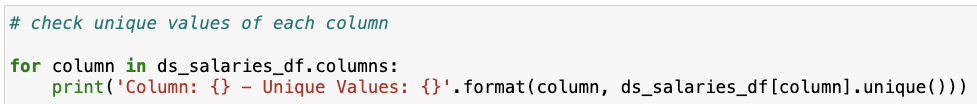 # check unique values of each column
for column in ds_salaries_df.columns:
    print('Column: {} - Unique Values: {}'.format(column, ds_salaries_df[column].unique()))